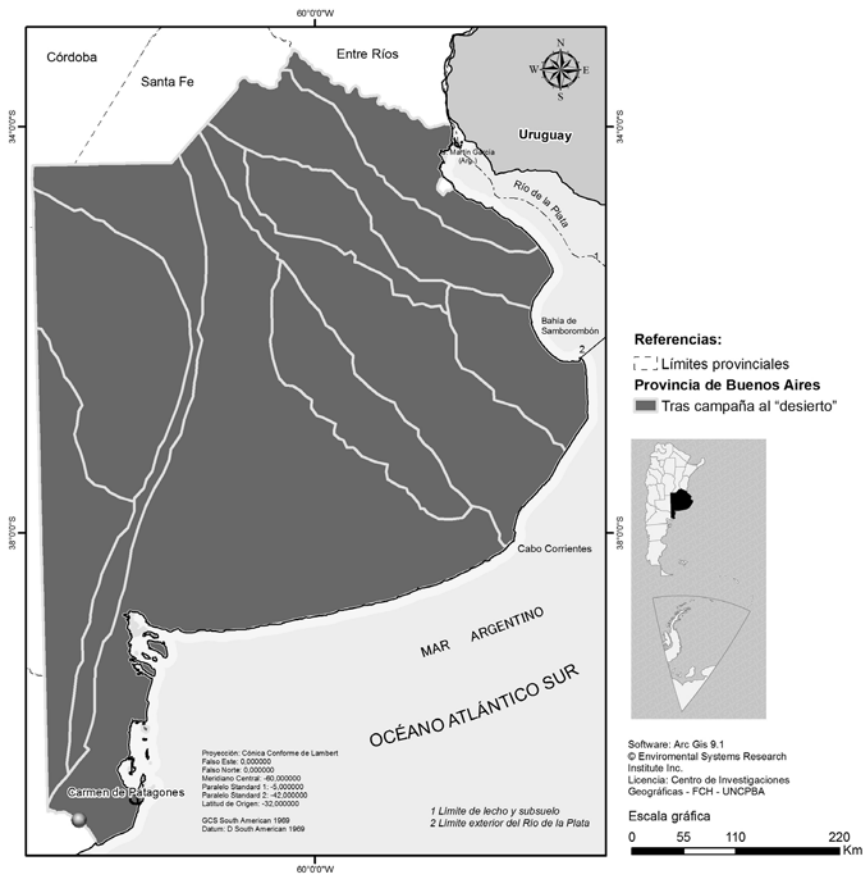 60°0'0"W
Córdoba
Entre Ríos
Santa Fe
N
W
E
S
34°0'0"S
34°0'0"S
Uruguay
I. Martín García
(Arg.)
Río de la Plata
1
Bahía de
Samborombón
2
Referencias:
Límites provinciales
Provincia de Buenos Aires
Tras campaña al "desierto"
38°0'0"S
38°0'0"S
Cabo Corrientes
MAR ARGENTINO
OCÉANO ATLÁNTICO SUR
Proyección: Cónica Conforme de Lambert
Falso Este: 0,000000
Falso Norte: 0,000000
Meridiano Central: -60,000000
Paralelo Standard 1: -5,000000
Paralelo Standard 2: -42,000000
Latitud de Origen: -32,000000
GCS South American 1969
Datum: D South American 1969
Carmen de Patagones
1 Limite de lecho y subsuelo
2 Limite exterior del Río de la Plata
Software: Arc Gis 9.1
© Enviromental Systems Research
Institute Inc.
Licencia: Centro de Investigaciones
Geográficas - FCH - UNCPBA
Escala gráfica
0 55 110 220
Km
60°0'0"W